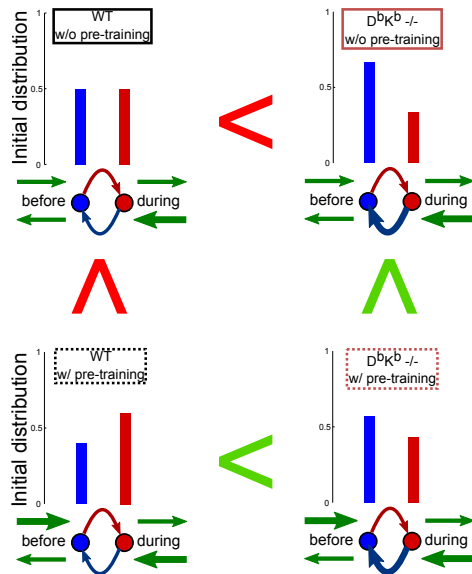 WT
w/o pre-training
Initial distribution
1
0.5
0
before
during
DᵇKᵇ -/-
w/o pre-training
1
0.5
0
before
during
<
<
<
WT
w/ pre-training
Initial distribution
1
0.5
0
before
during
<
DᵇKᵇ -/-
w/ pre-training
1
0.5
0
before
during